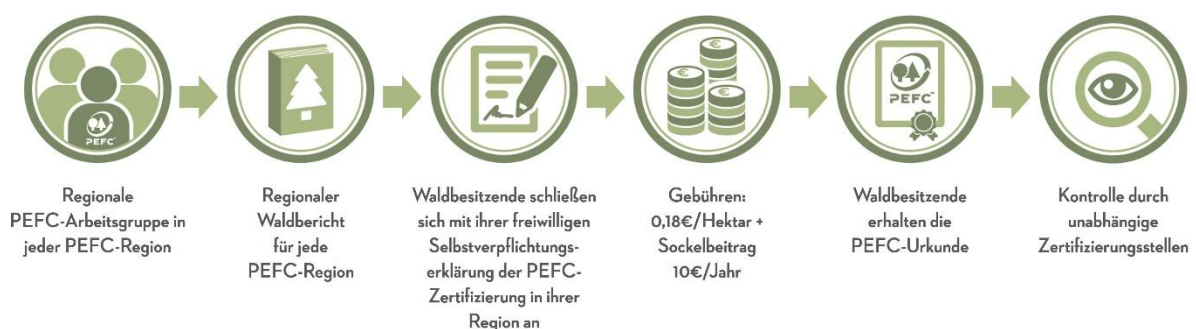 PEFC
€
€
€
PEFC
Regionale
PEFC-Arbeitsgruppe in
jeder PEFC-Region
Regionaler
Waldbericht
für jede
PEFC-Region
Waldbesitzende schließen
sich mit ihrer freiwilligen
Selbstverpflichtungs-
erklärung der PEFC-
Zertifizierung in ihrer
Region an
Gebühren:
0,18€/Hektar +
Sockelbeitrag
10€/Jahr
Waldbesitzende
erhalten die
PEFC-Urkunde
Kontrolle durch
unabhängige
Zertifizierungsstellen